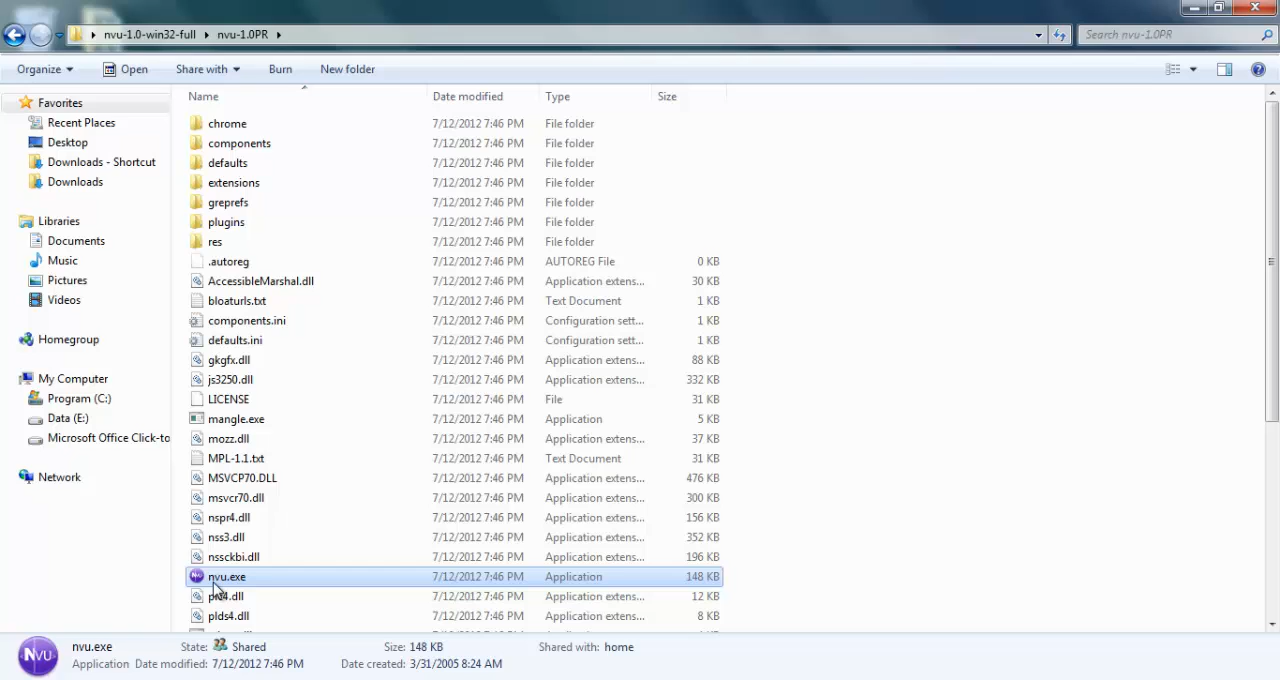 nvu-1.0-win32-full nvu-1.0PR Search nvu-1.0PR
Organize Open Share with Burn New folder
Name Date modified Type Size
Favorites
Recent Places
Desktop
Downloads - Shortcut
Downloads
Libraries
Documents
Music
Pictures
Videos
Homegroup
My Computer
Program (C:)
Data (E:)
Microsoft Office Click-to
Network
chrome 7/12/2012 7:46 PM File folder
components 7/12/2012 7:46 PM File folder
defaults 7/12/2012 7:46 PM File folder
extensions 7/12/2012 7:46 PM File folder
greprefs 7/12/2012 7:46 PM File folder
plugins 7/12/2012 7:46 PM File folder
res 7/12/2012 7:46 PM File folder
.autoreg 7/12/2012 7:46 PM AUTOREG File 0 KB
AccessibleMarshal.dll 7/12/2012 7:46 PM Application extens... 30 KB
bloaturls.txt 7/12/2012 7:46 PM Text Document 1 KB
components.ini 7/12/2012 7:46 PM Configuration sett... 1 KB
defaults.ini 7/12/2012 7:46 PM Configuration sett... 1 KB
gkgfx.dll 7/12/2012 7:46 PM Application extens... 88 KB
js3250.dll 7/12/2012 7:46 PM Application extens... 332 KB
LICENSE 7/12/2012 7:46 PM File 31 KB
mangle.exe 7/12/2012 7:46 PM Application 5 KB
mozz.dll 7/12/2012 7:46 PM Application extens... 37 KB
MPL-1.1.txt 7/12/2012 7:46 PM Text Document 31 KB
MSVCP70.DLL 7/12/2012 7:46 PM Application extens... 476 KB
msvcr70.dll 7/12/2012 7:46 PM Application extens... 300 KB
nspr4.dll 7/12/2012 7:46 PM Application extens... 156 KB
nss3.dll 7/12/2012 7:46 PM Application extens... 352 KB
nssckbi.dll 7/12/2012 7:46 PM Application extens... 196 KB
nvu.exe 7/12/2012 7:46 PM Application 148 KB
7/12/2012 7:46 PM Application extens... 12 KB
plds4.dll 7/12/2012 7:46 PM Application extens... 8 KB
Nvu
nvu.exe State: Shared Size: 148 KB Shared with: home
Application Date modified: 7/12/2012 7:46 PM Date created: 3/31/2005 8:24 AM